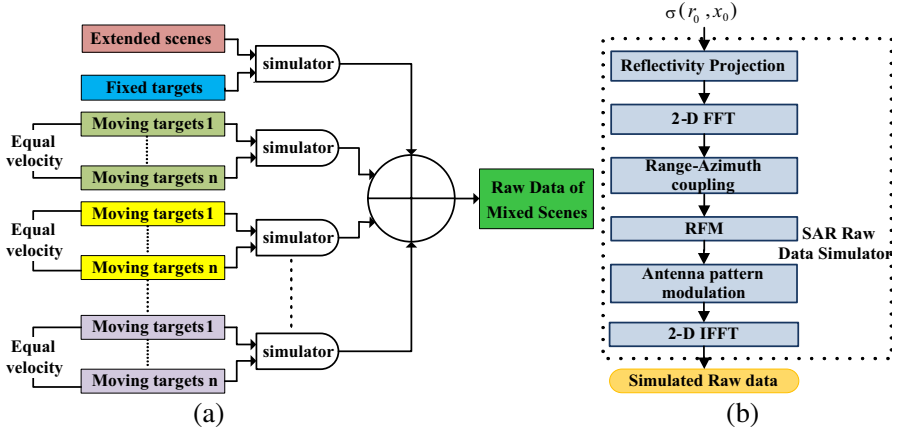 Extended scenes
Fixed targets
simulator
Equal
velocity
Moving targets 1
Moving targets n
simulator
Equal
velocity
Moving targets 1
Moving targets n
simulator
Equal
velocity
Moving targets 1
Moving targets n
simulator
Raw Data of
Mixed Scenes
(a)
σ(r₀,x₀)
Reflectivity Projection
2-D FFT
Range-Azimuth
coupling
RFM
SAR Raw
Data Simulator
Antenna pattern
modulation
2-D IFFT
Simulated Raw data
(b)